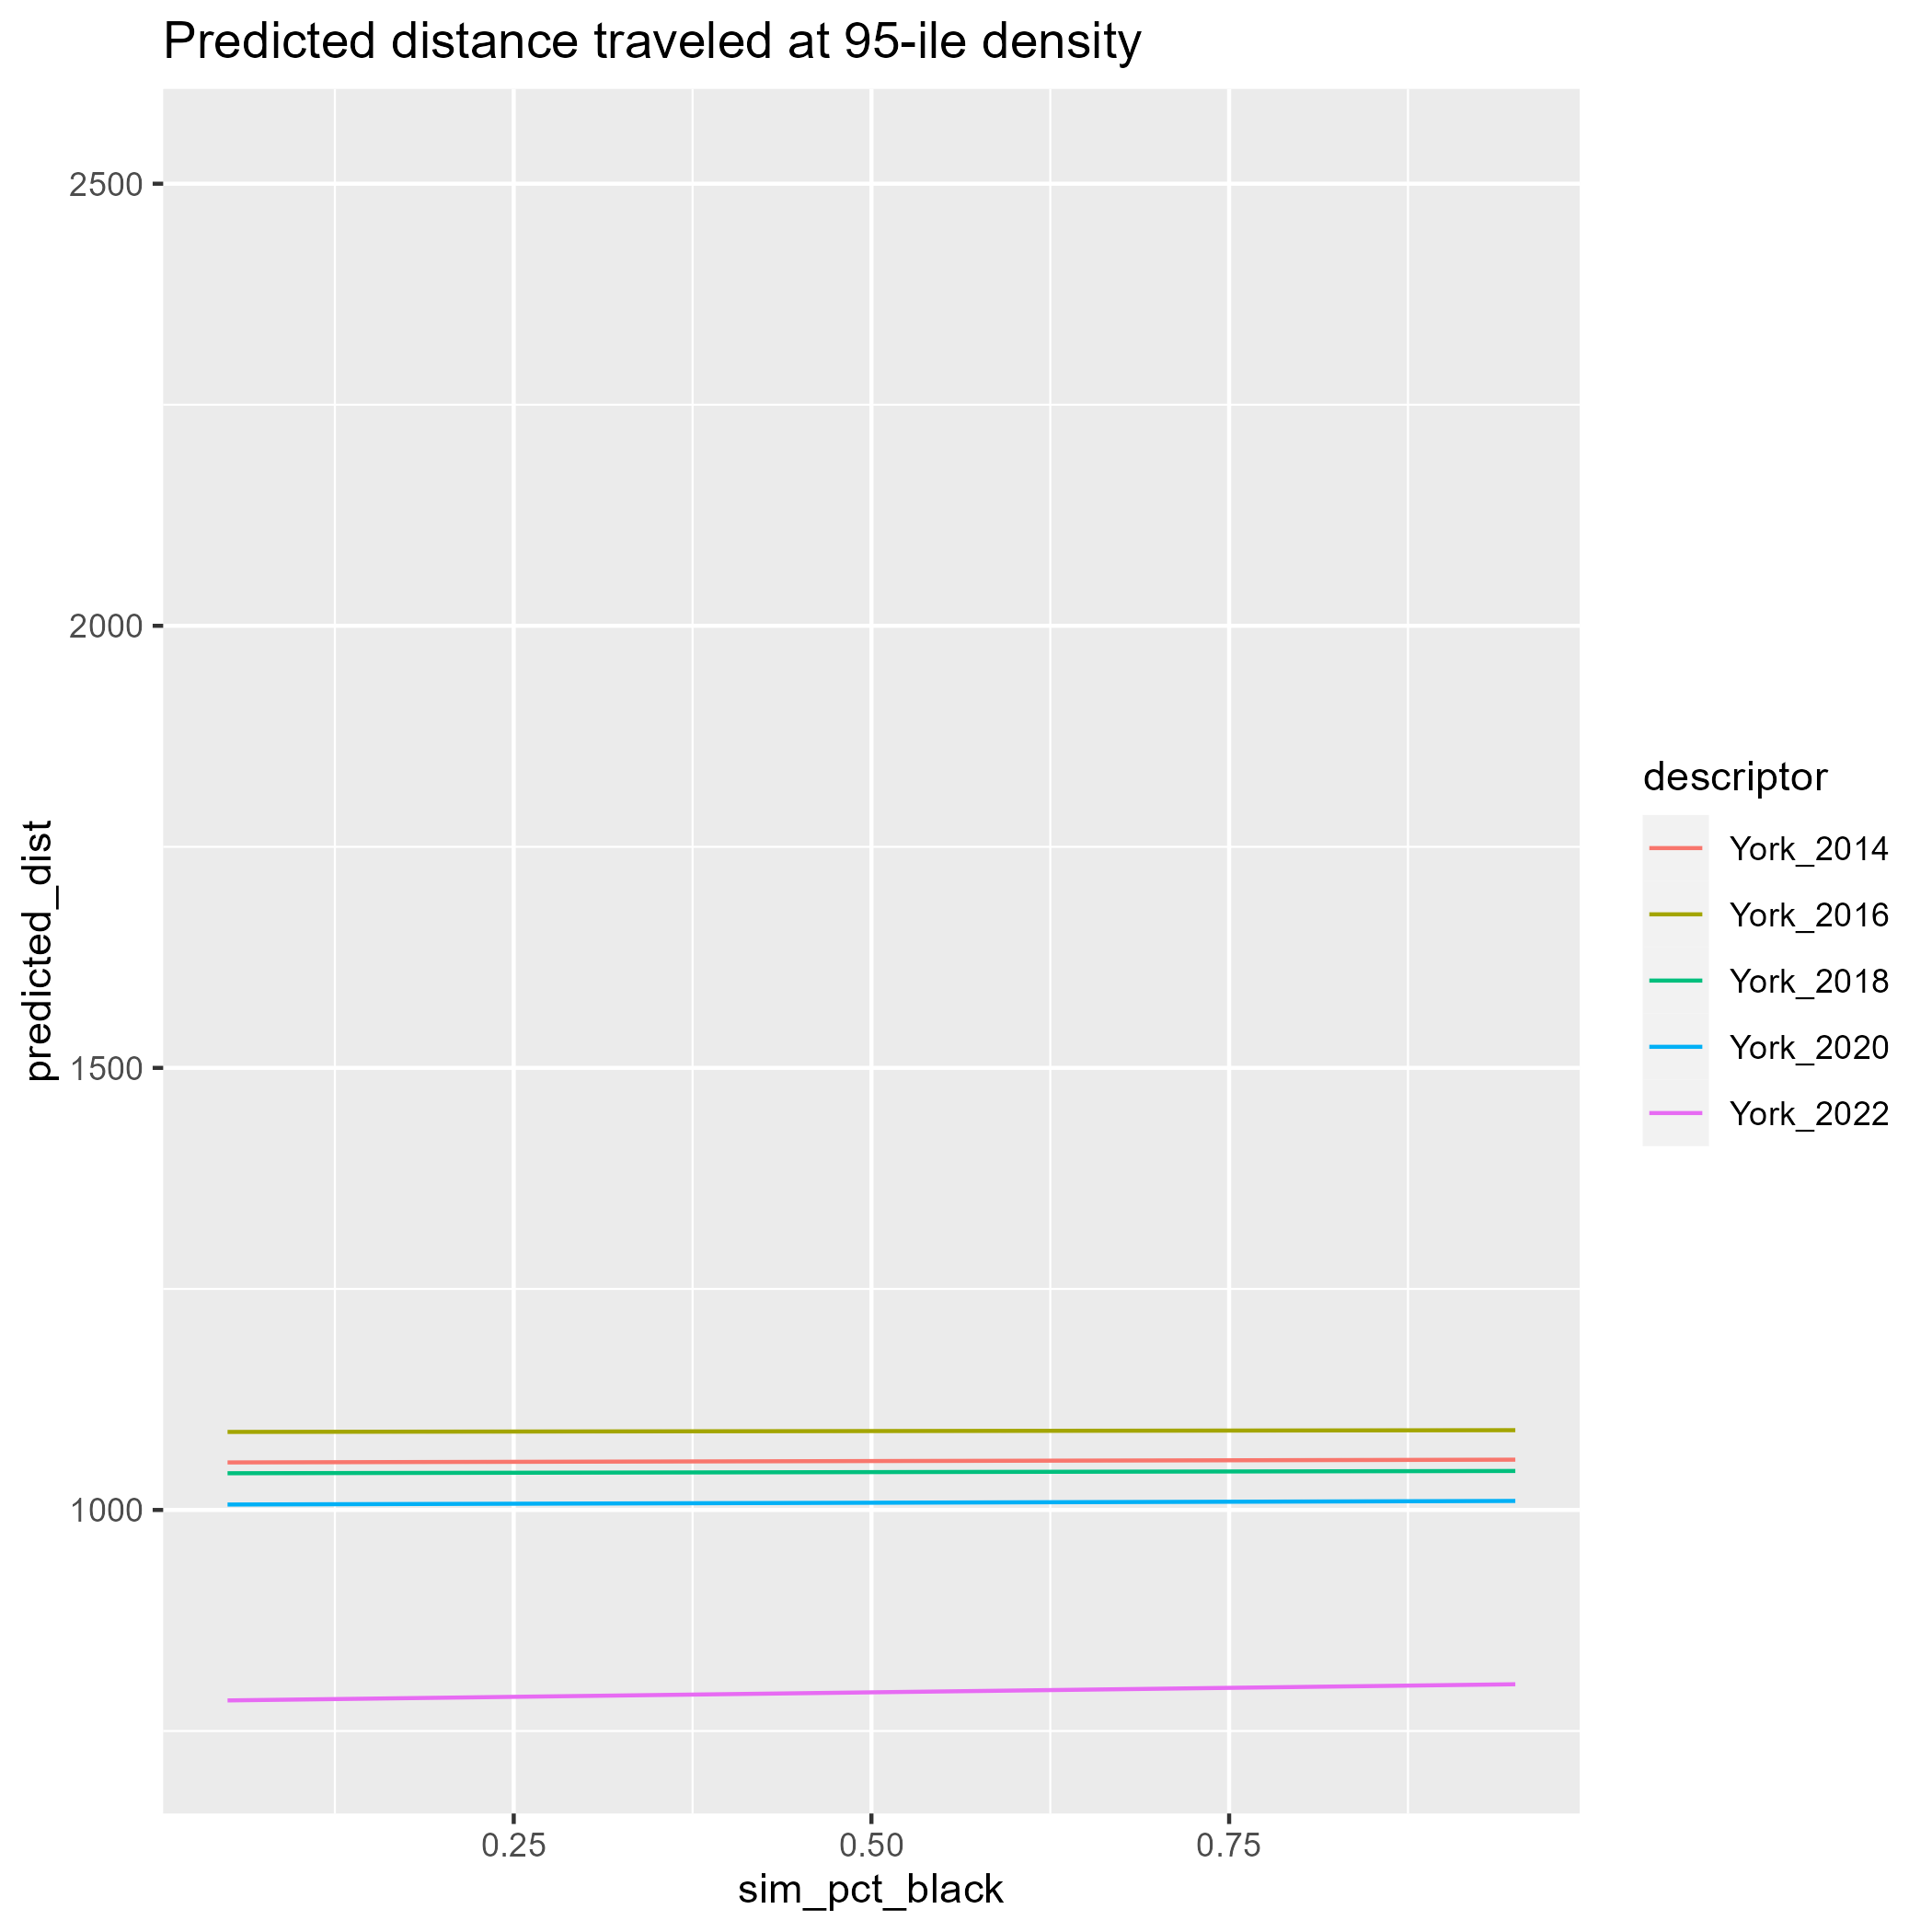 Predicted distance traveled at 95-ile density
predicted_dist
2500
2000
1500
1000
0.25 0.50 0.75
sim_pct_black
descriptor
York_2014
York_2016
York_2018
York_2020
York_2022